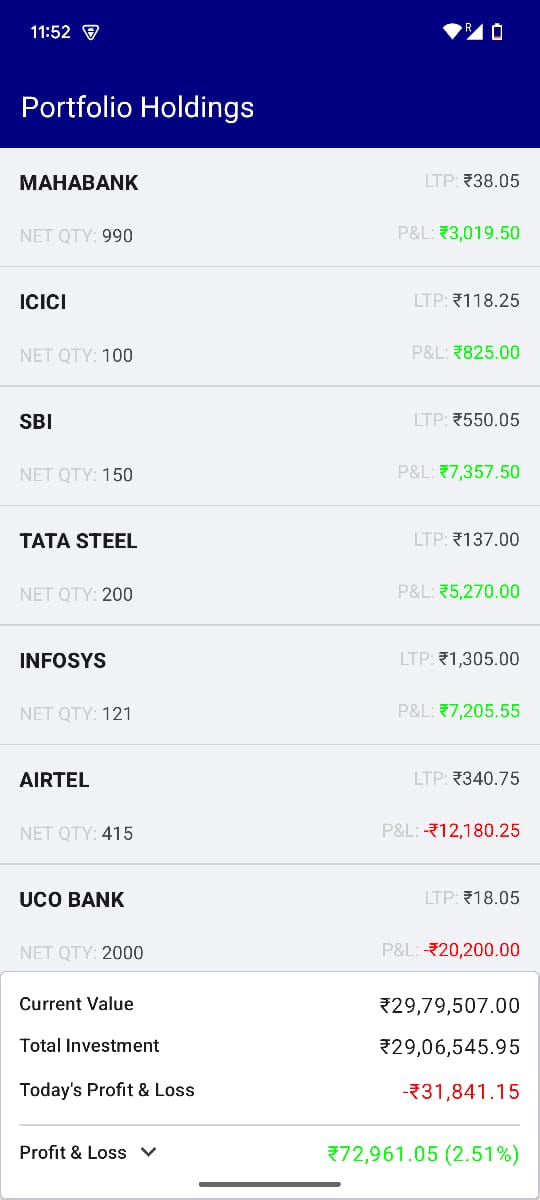 11:52 R
Portfolio Holdings
MAHABANK LTP: ₹38.05
NET QTY: 990 P&L: ₹3,019.50
ICICI LTP: ₹118.25
NET QTY: 100 P&L: ₹825.00
SBI LTP: ₹550.05
NET QTY: 150 P&L: ₹7,357.50
TATA STEEL LTP: ₹137.00
NET QTY: 200 P&L: ₹5,270.00
INFOSYS LTP: ₹1,305.00
NET QTY: 121 P&L: ₹7,205.55
AIRTEL LTP: ₹340.75
NET QTY: 415 P&L: -₹12,180.25
UCO BANK LTP: ₹18.05
NET QTY: 2000 P&L: -₹20,200.00
Current Value ₹29,79,507.00
Total Investment ₹29,06,545.95
Today's Profit & Loss -₹31,841.15
Profit & Loss ₹72,961.05 (2.51%)